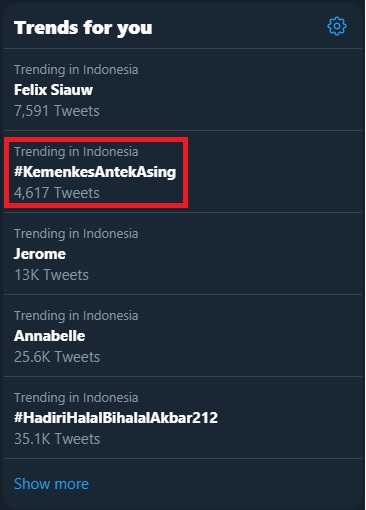 Trends for you
Trending in Indonesia
Felix Siauw
7,591 Tweets
Trending in Indonesia
#KemenkesAntekAsing
4,617 Tweets
Trending in Indonesia
Jerome
13K Tweets
Trending in Indonesia
Annabelle
25.6K Tweets
Trending in Indonesia
#HadiriHalalBihalalAkbar212
35.1K Tweets
Show more